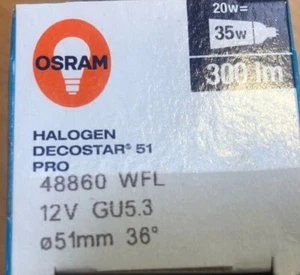 20w=
35w
300 lm
OSRAM
HALOGEN
DECOSTAR® 51
PRO
48860 WFL
12V GU5.3
ø51mm 36°